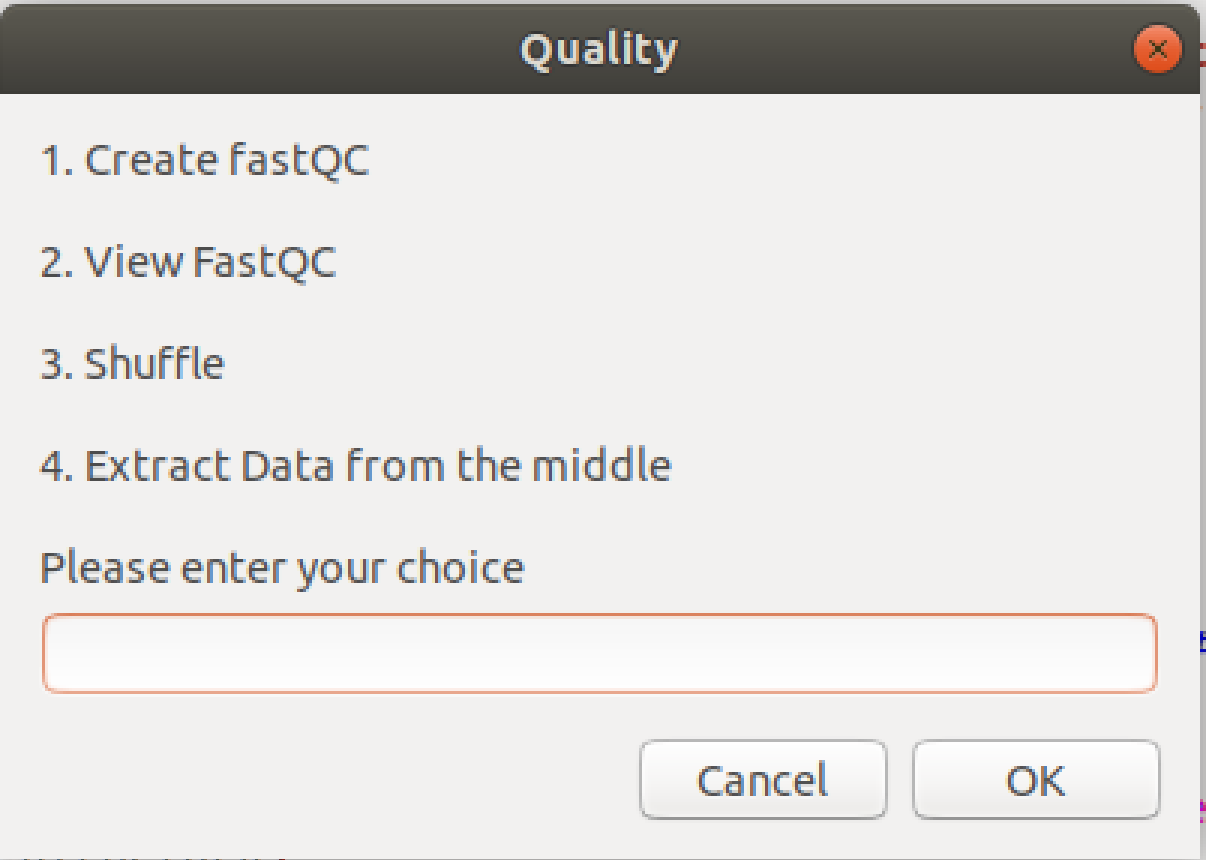 Quality
1. Create fastQC
2. View FastQC
3. Shuffle
4. Extract Data from the middle
Please enter your choice
Cancel OK